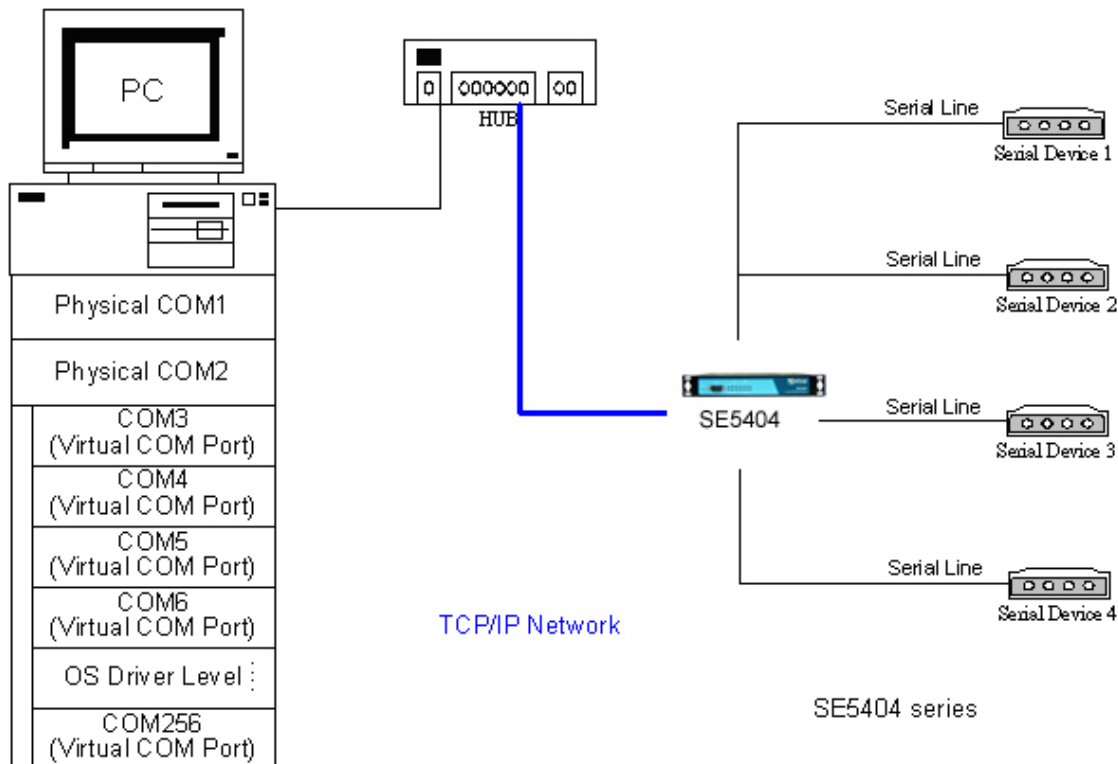 PC
HUB
Physical COM1
Physical COM2
COM3
(Virtual COM Port)
COM4
(Virtual COM Port)
COM5
(Virtual COM Port)
COM6
(Virtual COM Port)
OS Driver Level
COM256
(Virtual COM Port)
TCP/IP Network
SE5404
Serial Line
Serial Device 1
Serial Line
Serial Device 2
Serial Line
Serial Device 3
Serial Line
Serial Device 4
SE5404 series